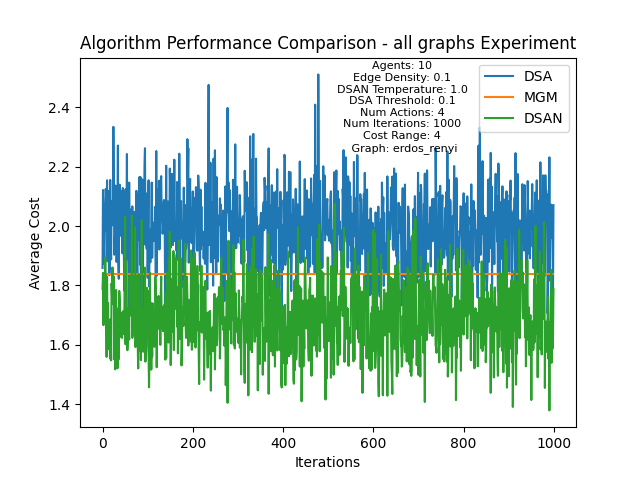 Algorithm Performance Comparison - all graphs Experiment
Agents: 10
Edge Density: 0.1
DSAN Temperature: 1.0
DSA Threshold: 0.1
Num Actions: 4
Num Iterations: 1000
Cost Range: 4
Graph: erdos_renyi
DSA
MGM
DSAN
Average Cost
2.4
2.2
2.0
1.8
1.6
1.4
0
200
400
600
800
1000
Iterations